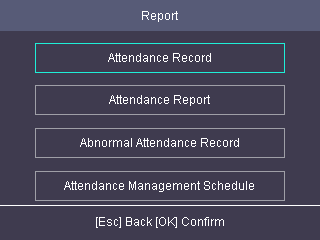 Report
Attendance Record
Attendance Report
Abnormal Attendance Record
Attendance Management Schedule
[Esc] Back [OK] Confirm